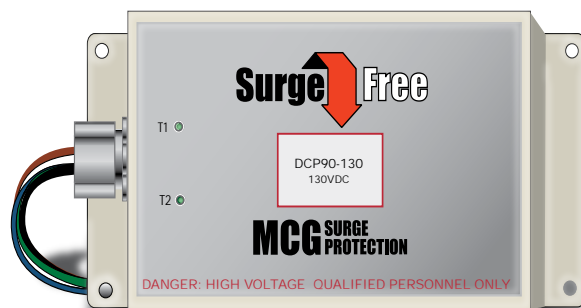 Surge Free
T1
DCP90-130
130VDC
T2
MCG SURGE PROTECTION
DANGER: HIGH VOLTAGE QUALIFIED PERSONNEL ONLY